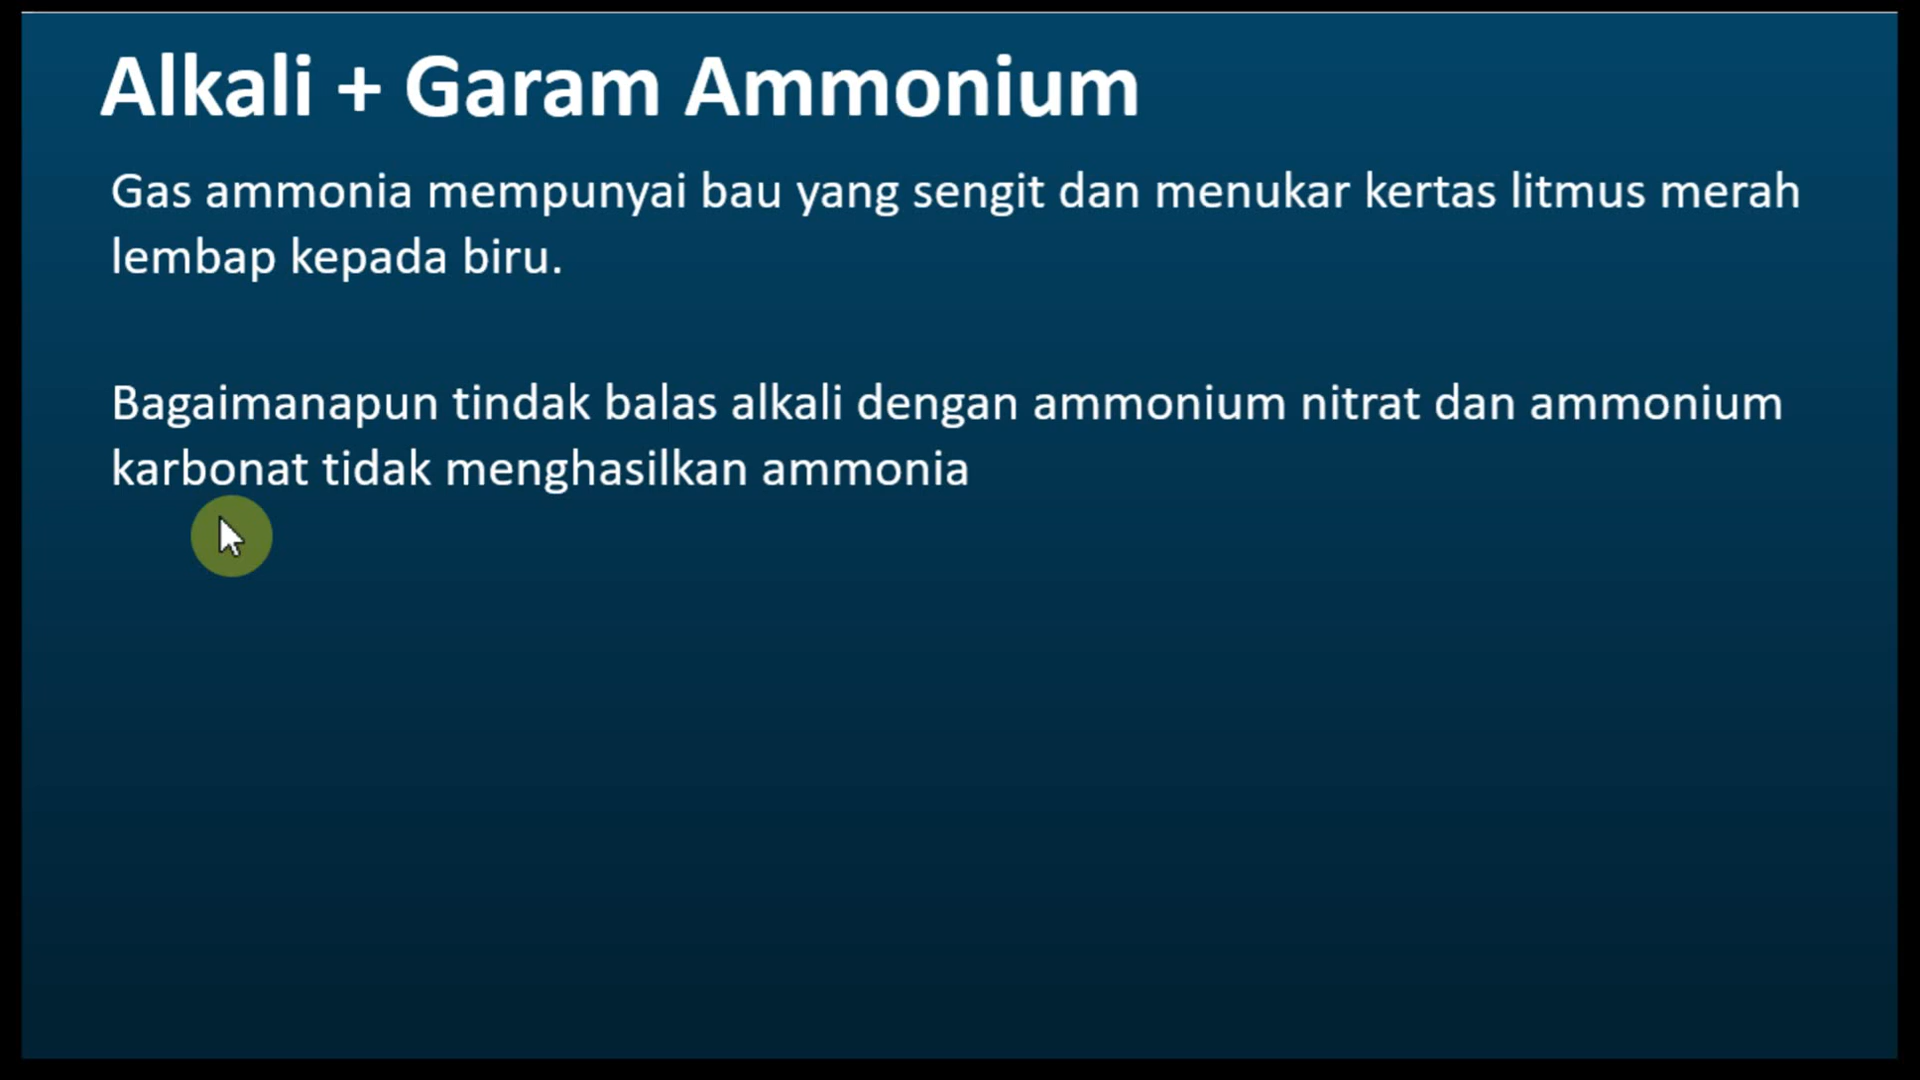 Alkali + Garam Ammonium
Gas ammonia mempunyai bau yang sengit dan menukar kertas litmus merah
lembap kepada biru.
Bagaimanapun tindak balas alkali dengan ammonium nitrat dan ammonium
karbonat tidak menghasilkan ammonia